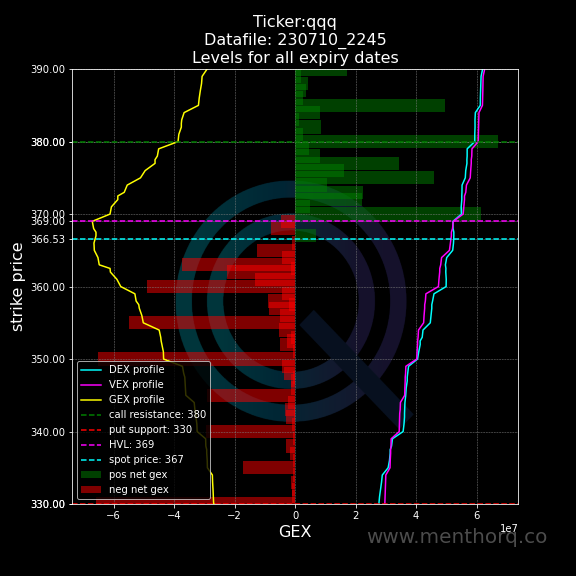 Ticker:qqq
Datafile: 230710_2245
Levels for all expiry dates
390.00
380.00
370.00
369.00
366.53
360.00
350.00
340.00
330.00
strike price
DEX profile
VEX profile
GEX profile
call resistance: 380
put support: 330
HVL: 369
spot price: 367
pos net gex
neg net gex
−6 −4 −2 0 2 4 6
1e7
GEX
www.menthorq.co